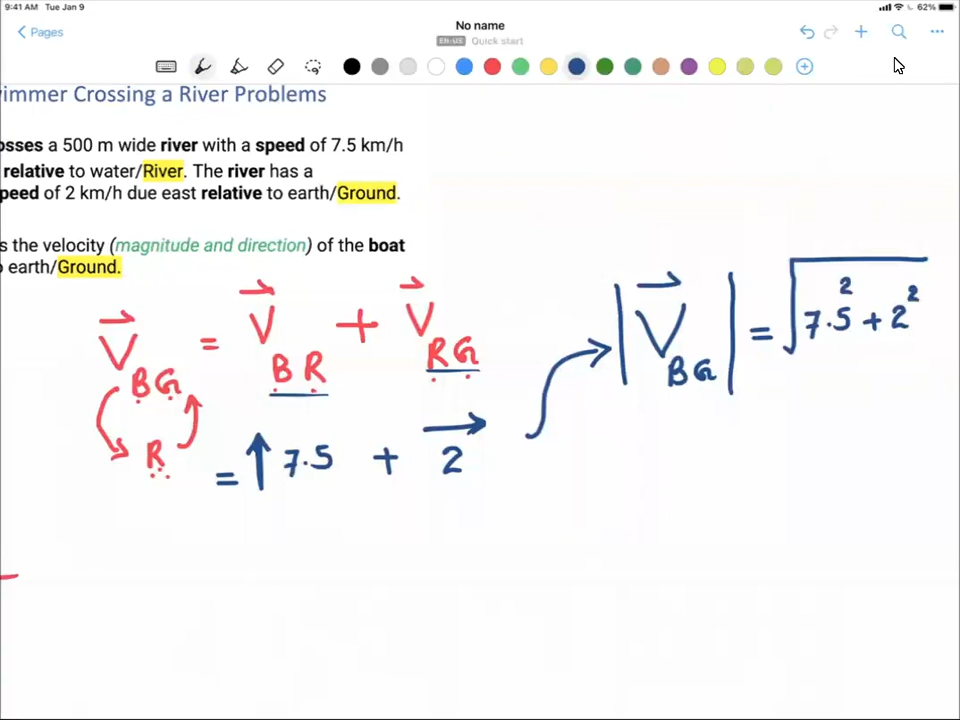 9:41 AM Tue Jan 9 62%
No name
Pages
EN-US Quick start
immer Crossing a River Problems
osses a 500 m wide river with a speed of 7.5 km/h
relative to water/River. The river has a
peed of 2 km/h due east relative to earth/Ground.
s the velocity (magnitude and direction) of the boat
o earth/Ground.
V⃗BG = V⃗BR + V⃗RG
R
= ↑7.5 + 2⃗
|V⃗BG| = √(7.5² + 2²)